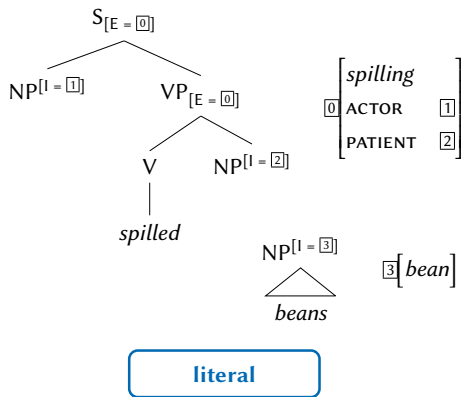 S[E = 0]
NP[I = 1] VP[E = 0]
V NP[I = 2]
spilled
0 [spilling
ACTOR 1
PATIENT 2]
NP[I = 3] 3[bean]
beans
literal